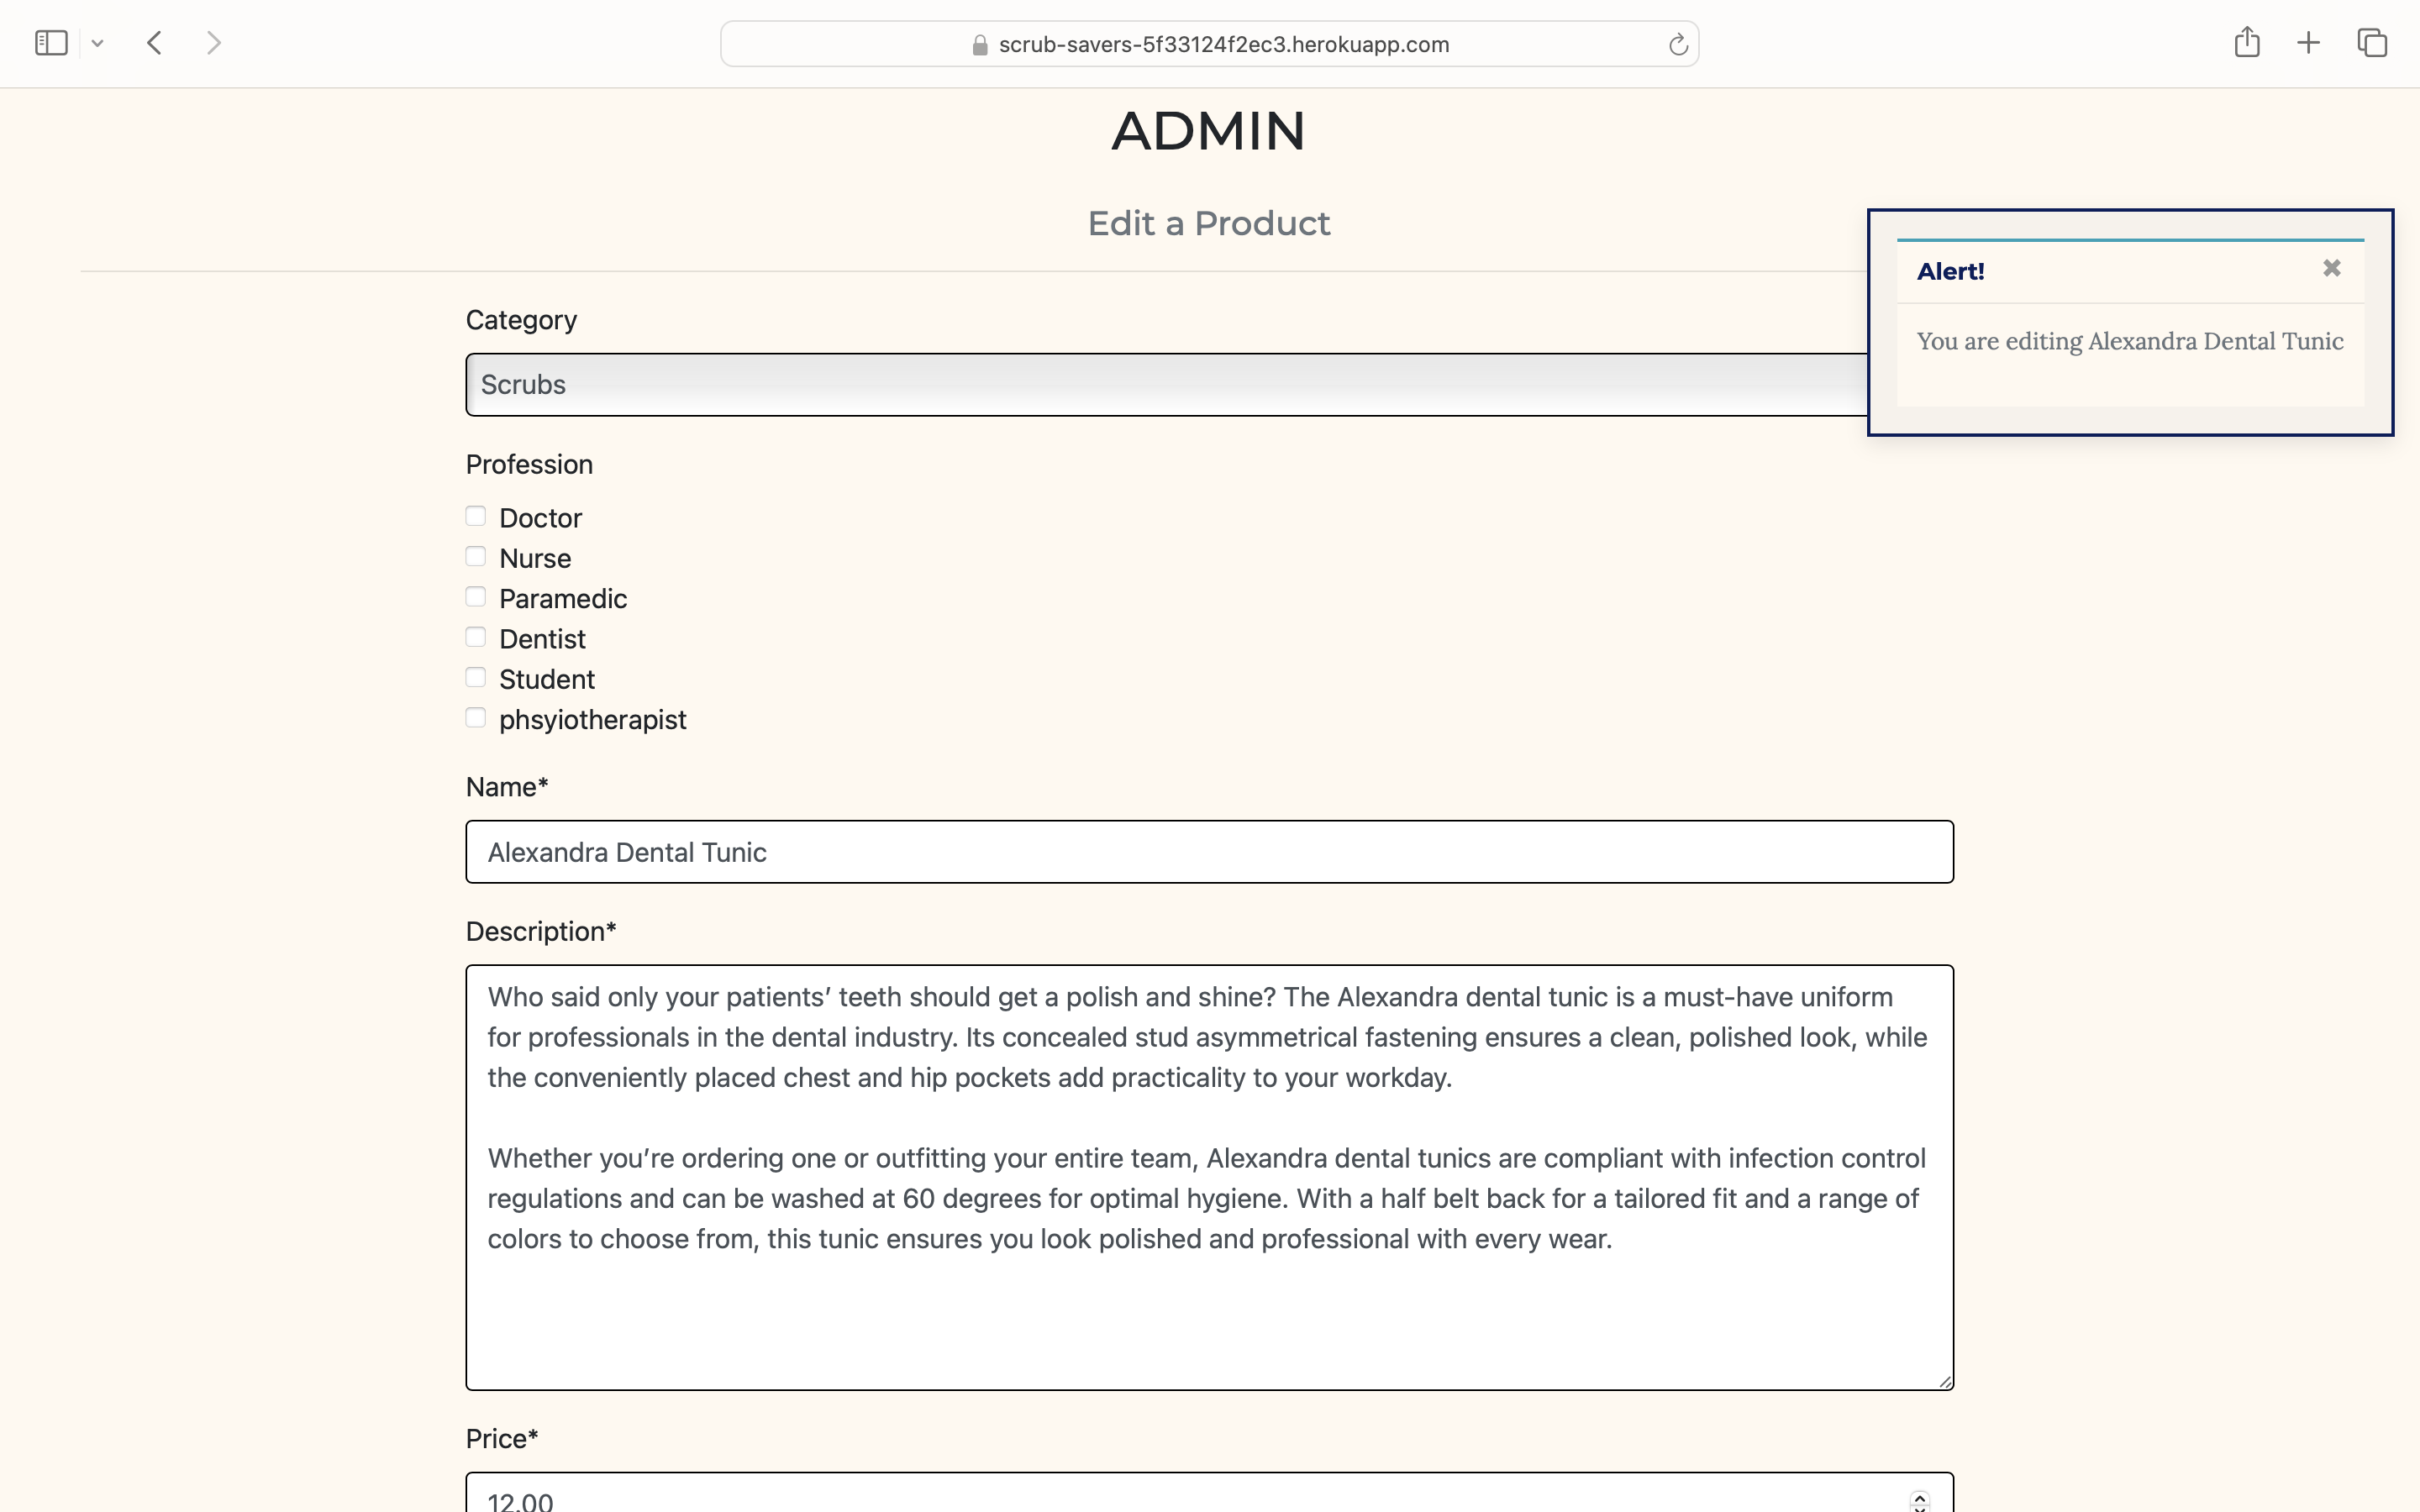 scrub-savers-5f33124f2ec3.herokuapp.com
ADMIN
Edit a Product
Alert!
You are editing Alexandra Dental Tunic
Category
Scrubs
Profession
Doctor
Nurse
Paramedic
Dentist
Student
phsyiotherapist
Name*
Alexandra Dental Tunic
Description*
Who said only your patients’ teeth should get a polish and shine? The Alexandra dental tunic is a must-have uniform
for professionals in the dental industry. Its concealed stud asymmetrical fastening ensures a clean, polished look, while
the conveniently placed chest and hip pockets add practicality to your workday.
Whether you’re ordering one or outfitting your entire team, Alexandra dental tunics are compliant with infection control
regulations and can be washed at 60 degrees for optimal hygiene. With a half belt back for a tailored fit and a range of
colors to choose from, this tunic ensures you look polished and professional with every wear.
Price*
12.00